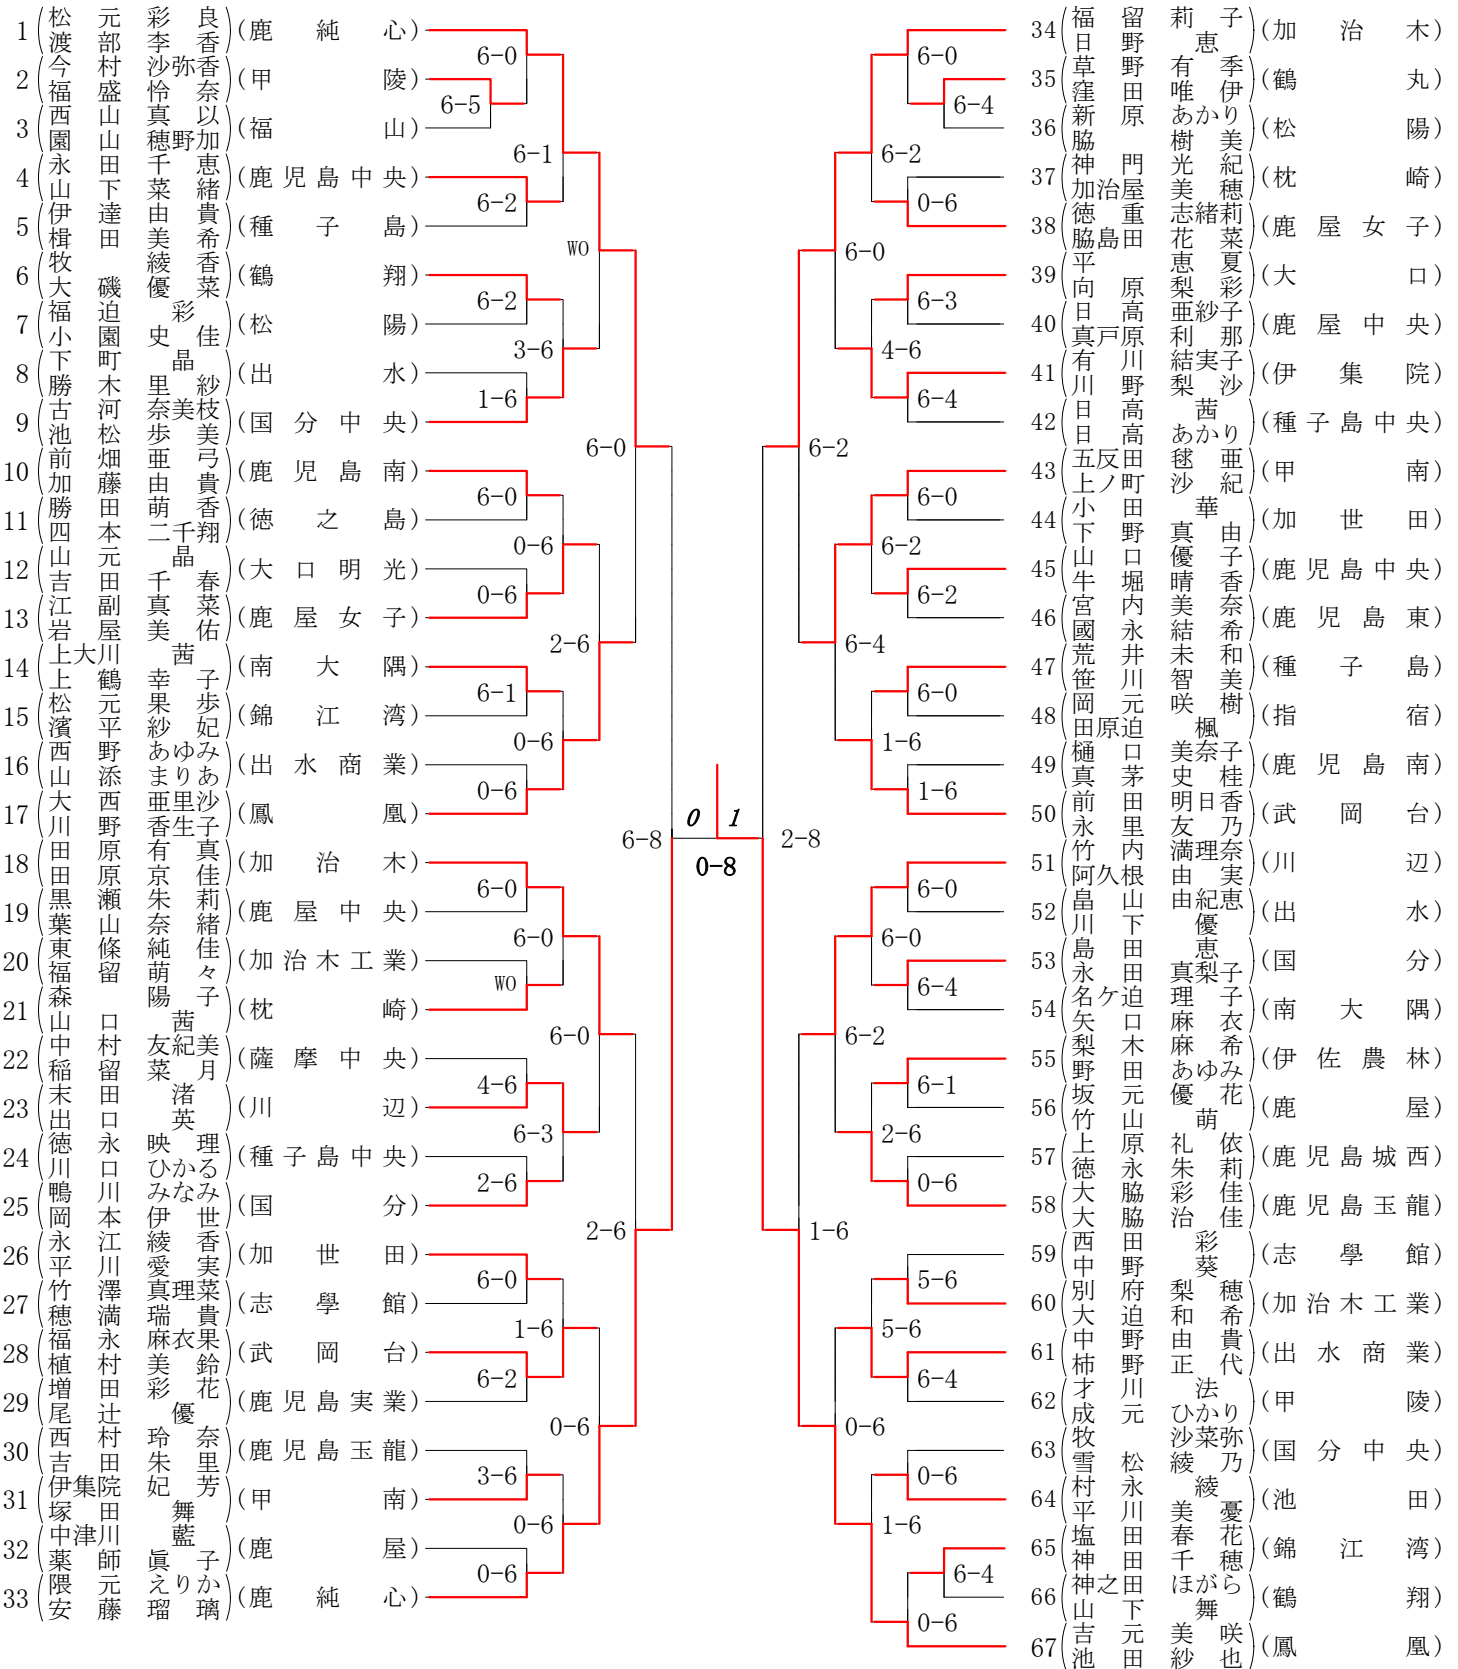 1 (松元彩良 渡部李香) (鹿純心)
2 (今村沙弥香 福盛怜奈) (甲陵)
3 (西山真以 園山穂野加) (福山)
4 (永田千恵 山下菜緒) (鹿児島中央)
5 (伊達由貴 楫田美希) (種子島)
6 (牧綾香 大磯優菜) (鶴翔)
7 (福迫彩 小園史佳) (松陽)
8 (下町晶 勝木里紗) (出水)
9 (古河奈美枝 池松歩美) (国分中央)
10 (前畑亜弓 加藤由貴) (鹿児島南)
11 (勝田萌香 四本二千翔) (徳之島)
12 (山元晶 吉田千春) (大口明光)
13 (江副真菜 岩屋美佑) (鹿屋女子)
14 (上大川茜 上鶴幸子) (南大隅)
15 (松元果歩 濱平紗妃) (錦江湾)
16 (西野あゆみ 山添まりあ) (出水商業)
17 (大西亜里沙 川野香生子) (鳳凰)
18 (田原有真 田原京佳) (加治木)
19 (黒瀬朱莉 葉山奈緒) (鹿屋中央)
20 (東條純佳 福留萌々) (加治木工業)
21 (森陽子 山口茜) (枕崎)
22 (中村友紀美 稲留菜月) (薩摩中央)
23 (末田渚 出口英) (川辺)
24 (徳永映理 川口ひかる) (種子島中央)
25 (鴨川みなみ 岡本伊世) (国分)
26 (永江綾香 平川愛実) (加世田)
27 (竹澤真理菜 穂満瑞貴) (志學館)
28 (福永麻衣果 植村美鈴) (武岡台)
29 (増田彩花 尾辻優) (鹿児島実業)
30 (西村玲奈 吉田朱里) (鹿児島玉龍)
31 (伊集院妃芳 塚田舞) (甲南)
32 (中津川藍 薬師眞子) (鹿屋)
33 (隈元えりか 安藤瑠璃) (鹿純心)
6-0
6-5
6-1
6-2
WO
6-2
3-6
1-6
6-0
6-0
0-6
0-6
2-6
6-1
0-6
0-6
6-8
6-0
6-0
WO
6-0
4-6
6-3
2-6
2-6
6-0
1-6
6-2
0-6
3-6
0-6
0-6
0 1
0-8
6-0
6-4
6-2
0-6
6-0
6-3
4-6
6-4
6-2
6-0
6-2
6-2
6-4
6-0
1-6
1-6
2-8
6-0
6-0
6-4
6-2
6-1
2-6
0-6
1-6
5-6
5-6
6-4
0-6
0-6
1-6
6-4
0-6
34 (福留莉子 日野恵) (加治木)
35 (草野有季 窪田唯伊) (鶴丸)
36 (新原あかり 脇樹美) (松陽)
37 (神門光紀 加治屋美穂) (枕崎)
38 (徳重志緒莉 脇島田花菜) (鹿屋女子)
39 (平恵夏 向原梨彩) (大口)
40 (日高亜紗子 真戸原利那) (鹿屋中央)
41 (有川結実子 川野梨沙) (伊集院)
42 (日高茜 日高あかり) (種子島中央)
43 (五反田毬亜 上ノ町沙紀) (甲南)
44 (小田華 下野真由) (加世田)
45 (山口優子 牛堀晴香) (鹿児島中央)
46 (宮内美奈 國永結希) (鹿児島東)
47 (荒井未和 笹川智美) (種子島)
48 (岡元咲樹 田原迫楓) (指宿)
49 (樋口美奈子 真茅史桂) (鹿児島南)
50 (前田明日香 永里友乃) (武岡台)
51 (竹内満理奈 阿久根由実) (川辺)
52 (畠山由紀恵 川下優) (出水)
53 (島田恵 永田真梨子) (国分)
54 (名ケ迫理子 矢口麻衣) (南大隅)
55 (梨木麻希 野田あゆみ) (伊佐農林)
56 (坂元優花 竹山萌) (鹿屋)
57 (上原礼依 徳永朱莉) (鹿児島城西)
58 (大脇彩佳 大脇治佳) (鹿児島玉龍)
59 (西田彩 中野葵) (志學館)
60 (別府梨穂 大迫和希) (加治木工業)
61 (中野由貴 柿野正代) (出水商業)
62 (才川法 成元ひかり) (甲陵)
63 (牧沙菜弥 雪松綾乃) (国分中央)
64 (村永綾 平川美憂) (池田)
65 (塩田春花 神田千穂) (錦江湾)
66 (神之田ほがら 山下舞) (鶴翔)
67 (吉元美咲 池田紗也) (鳳凰)